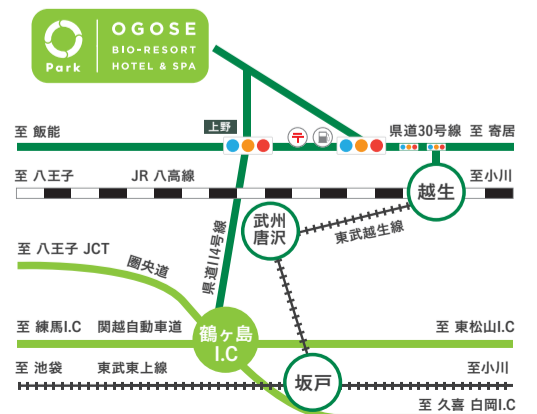 OGOSE
BIO-RESORT
HOTEL & SPA
Park
上野
〒
至 飯能
県道30号線 至 寄居
至 八王子
JR 八高線
至小川
越生
武州
唐沢
東武越生線
県道114号線
至 八王子 JCT
圏央道
至 練馬I.C 関越自動車道
鶴ヶ島
I.C
至 東松山I.C
至 池袋 東武東上線
坂戸
至小川
至 久喜 白岡I.C